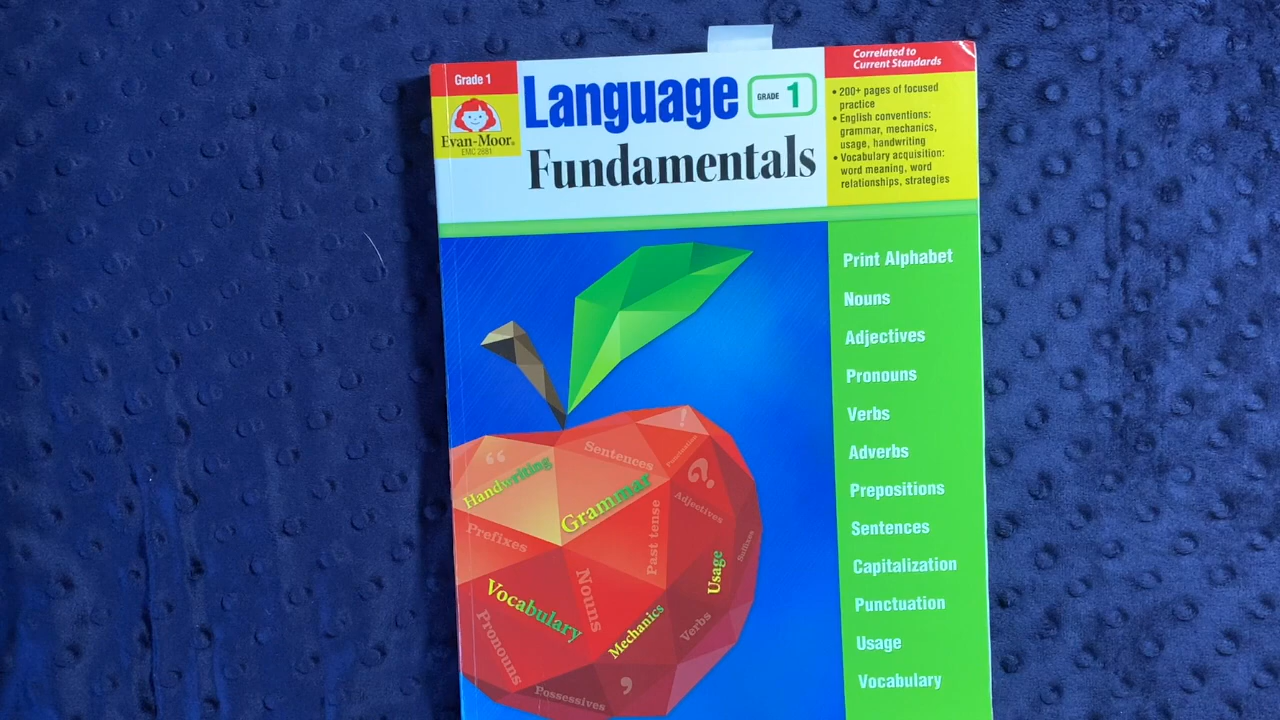 Grade 1
Evan-Moor®
EMC 2881
Language
GRADE 1
Fundamentals
Correlated to
Current Standards
• 200+ pages of focused
practice
• English conventions:
grammar, mechanics,
usage, handwriting
• Vocabulary acquisition:
word meaning, word
relationships, strategies
Print Alphabet
Nouns
Adjectives
Pronouns
Verbs
Adverbs
Prepositions
Sentences
Capitalization
Punctuation
Usage
Vocabulary
“
Handwriting
Sentences
Punctuation
!
?
Grammar
Adjectives
Prefixes
Past tense
Suffixes
Usage
Vocabulary
Nouns
Mechanics
Verbs
Pronouns
Possessives
,